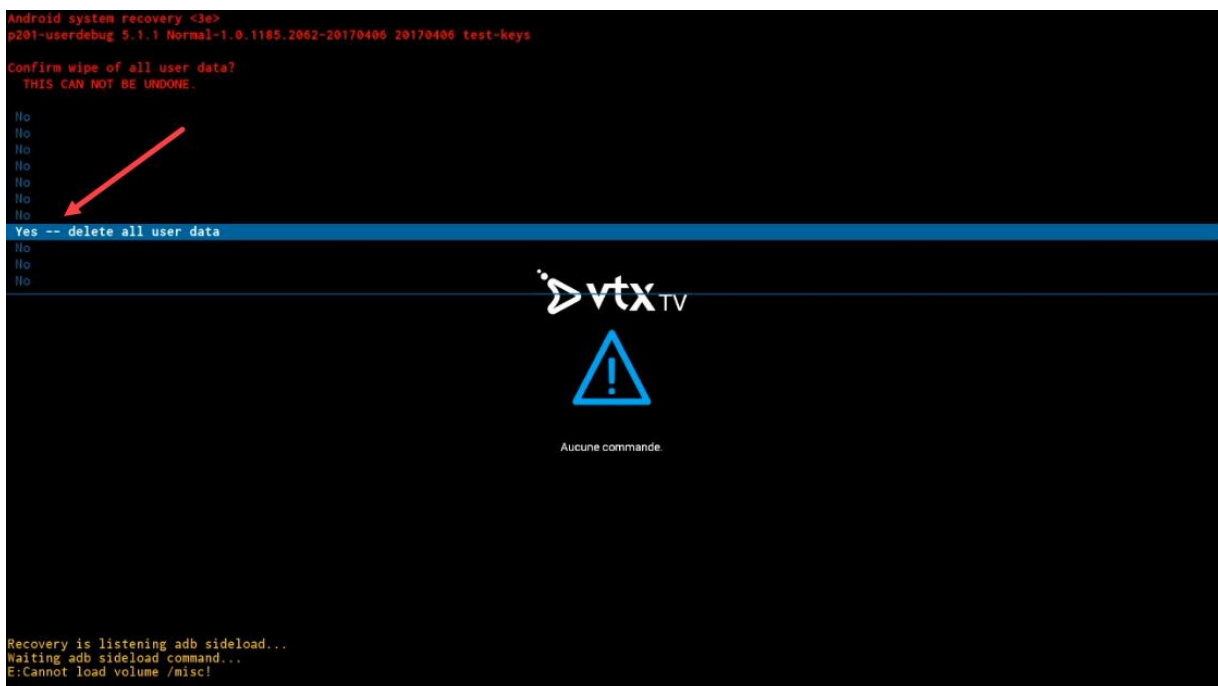 Android system recovery <3e>
p201-userdebug 5.1.1 Normal-1.0.1185.2062-20170406 20170406 test-keys
Confirm wipe of all user data?
THIS CAN NOT BE UNDONE.
No
No
No
No
No
No
No
Yes -- delete all user data
No
No
No
vtx TV
Aucune commande.
Recovery is listening adb sideload...
Waiting adb sideload command...
E:Cannot load volume /misc!